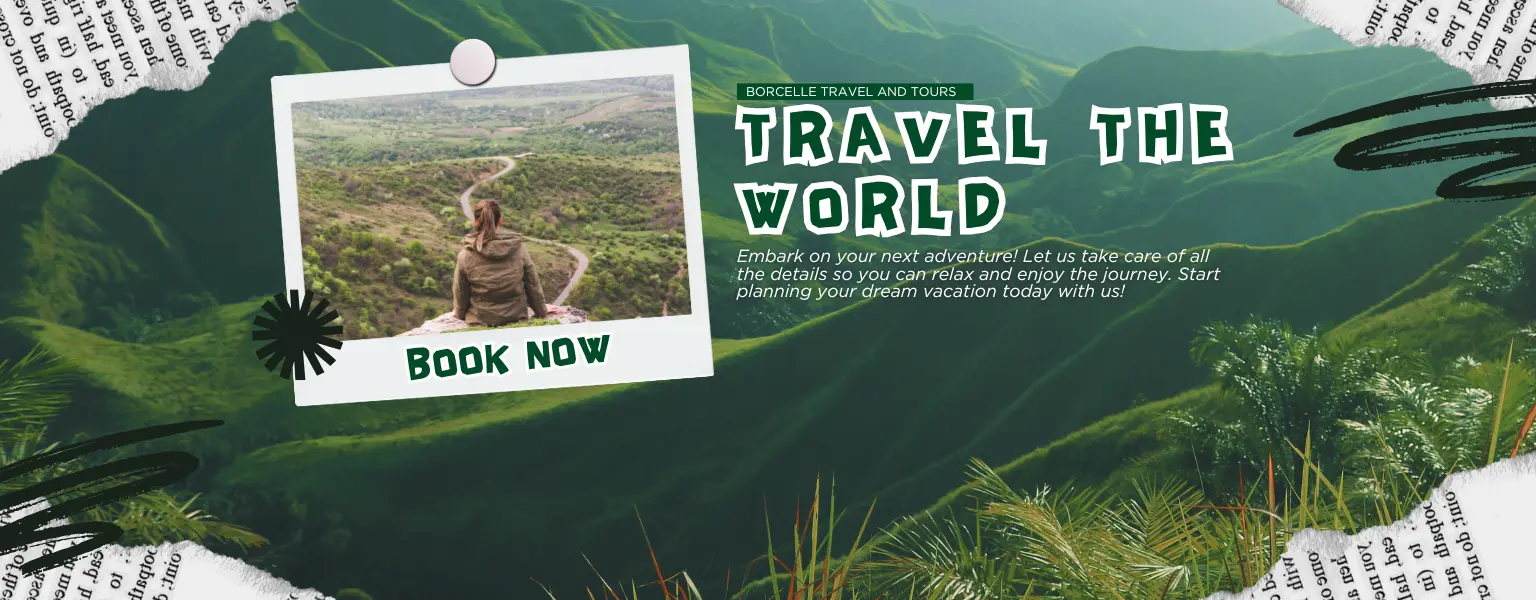 BORCELLE TRAVEL AND TOURS
TRAVEL THE
WORLD
Embark on your next adventure! Let us take care of all
the details so you can relax and enjoy the journey. Start
planning your dream vacation today with us!
BOOK NOW